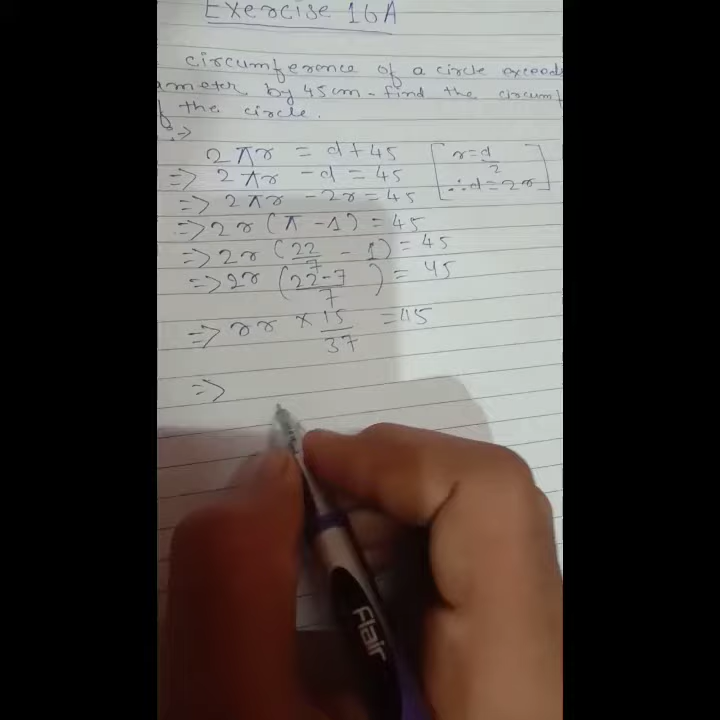 Exercise 16A
circumference of a circle exceeds
ameter by 45 cm - find the circumf
f the circle.
∴⇒
2πr = d + 45 [r = d/2
⇒ 2πr - d = 45 ∴ d = 2r]
⇒ 2πr - 2r = 45
⇒ 2r (π - 1) = 45
⇒ 2r (22/7 - 1) = 45
⇒ 2r (22-7/7) = 45
⇒ rr × 15/37 = 45
⇒
Flair